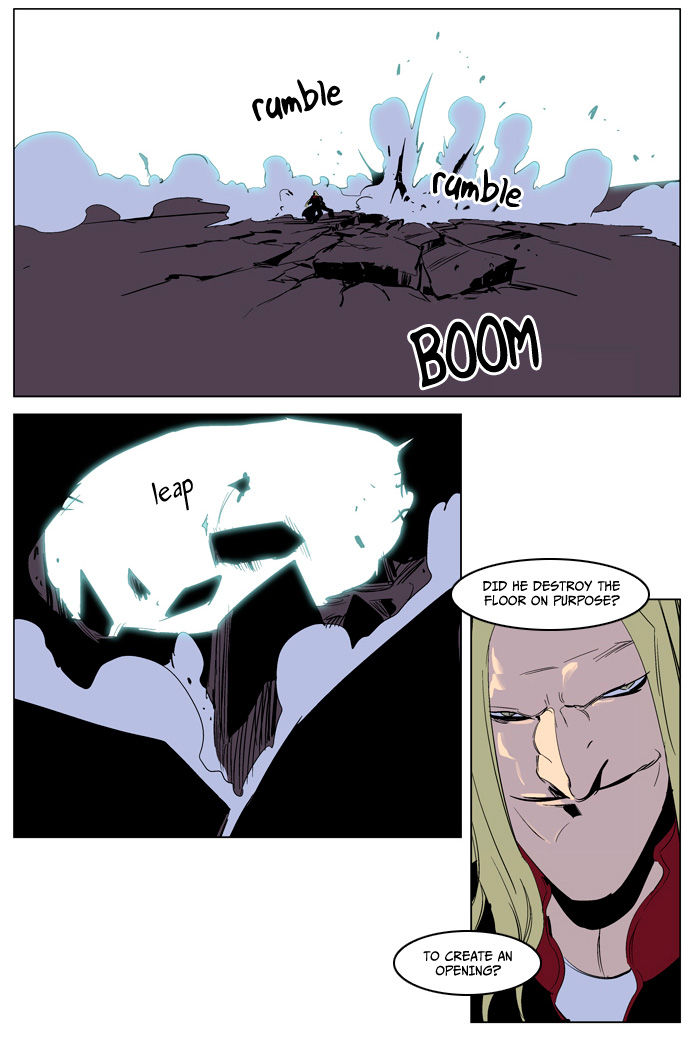 rumble
rumble
BOOM
leap
DID HE DESTROY THE
FLOOR ON PURPOSE?
TO CREATE AN
OPENING?